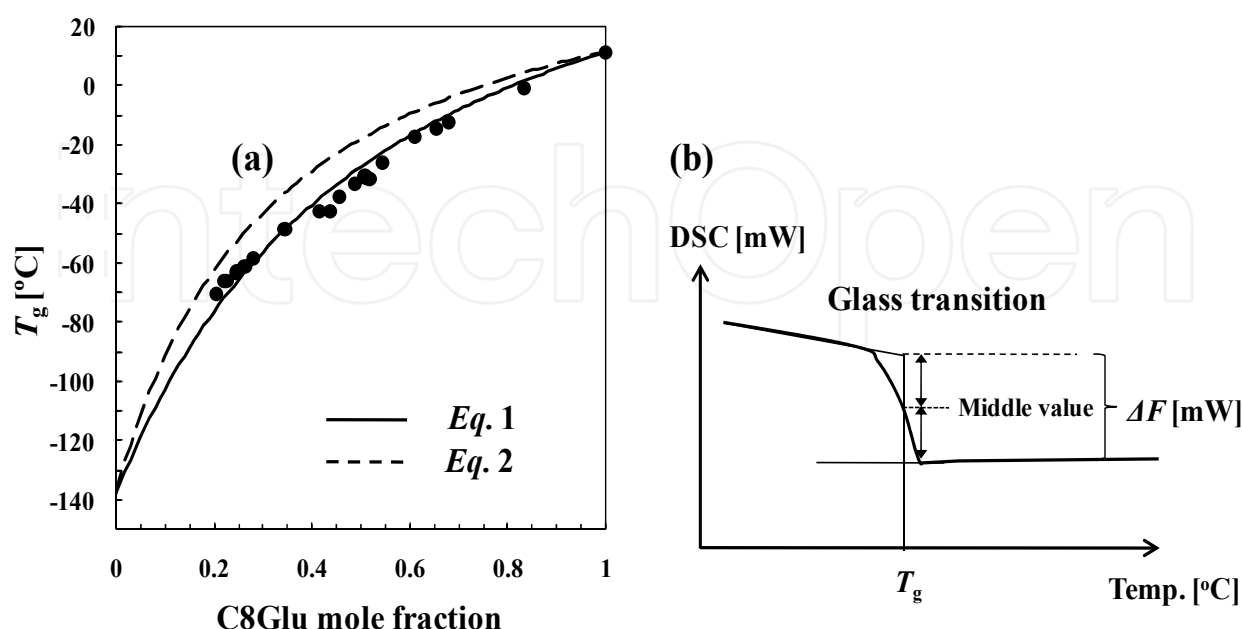 20
0
-20
-40
-60
-80
-100
-120
-140
Tg [°C]
(a)
Eq. 1
Eq. 2
0
0.2
0.4
0.6
0.8
1
C8Glu mole fraction
IntechOpen
(b)
DSC [mW]
Glass transition
Middle value
ΔF [mW]
Tg
Temp. [°C]